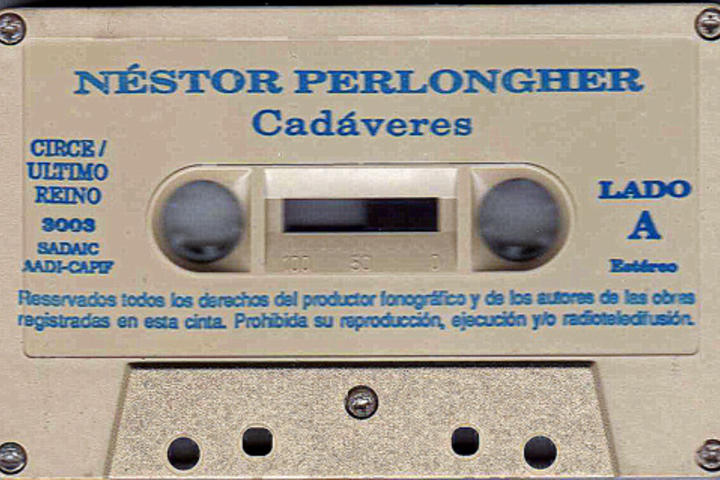 NÉSTOR PERLONGHER
Cadáveres
CIRCE /
ULTIMO
REINO
3003
SADAIC
AADI-CAPIF
LADO
A
Estéreo
100 50 0
Reservados todos los derechos del productor fonográfico y de los autores de las obras
registradas en esta cinta. Prohibida su reproducción, ejecución y/o radioteledifusión.